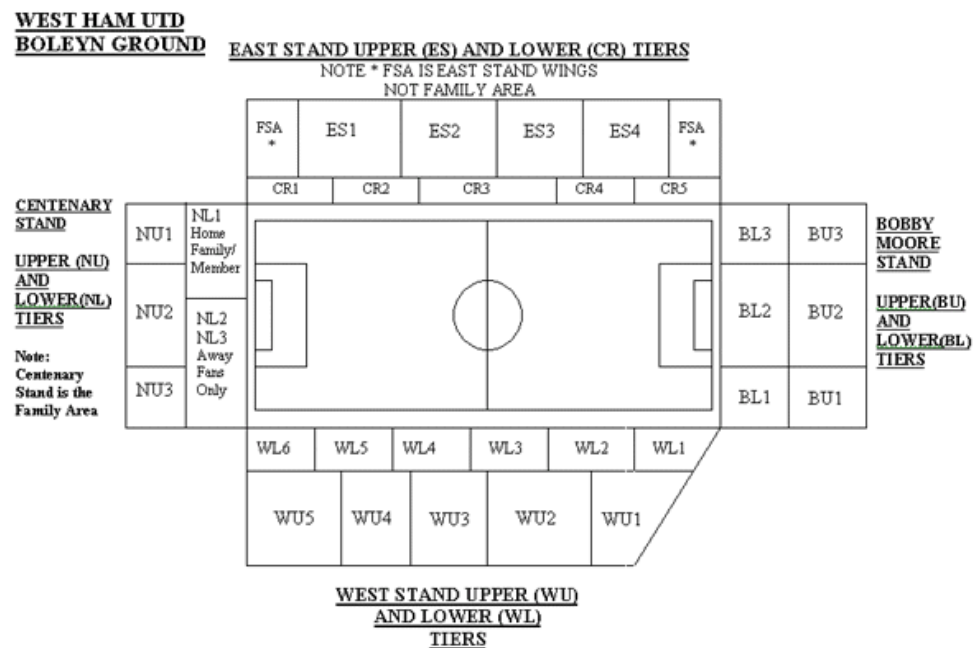 WEST HAM UTD
BOLEYN GROUND
EAST STAND UPPER (ES) AND LOWER (CR) TIERS
NOTE * FSA IS EAST STAND WINGS
NOT FAMILY AREA
FSA
*
ES1
ES2
ES3
ES4
FSA
*
CR1
CR2
CR3
CR4
CR5
CENTENARY
STAND
UPPER (NU)
AND
LOWER(NL)
TIERS
Note:
Centenary
Stand is the
Family Area
NU1
NU2
NU3
NL1
Home
Family/
Member
NL2
NL3
Away
Fans
Only
BL3
BU3
BL2
BU2
BL1
BU1
BOBBY
MOORE
STAND
UPPER(BU)
AND
LOWER(BL)
TIERS
WL6
WL5
WL4
WL3
WL2
WL1
WU5
WU4
WU3
WU2
WU1
WEST STAND UPPER (WU)
AND LOWER (WL)
TIERS